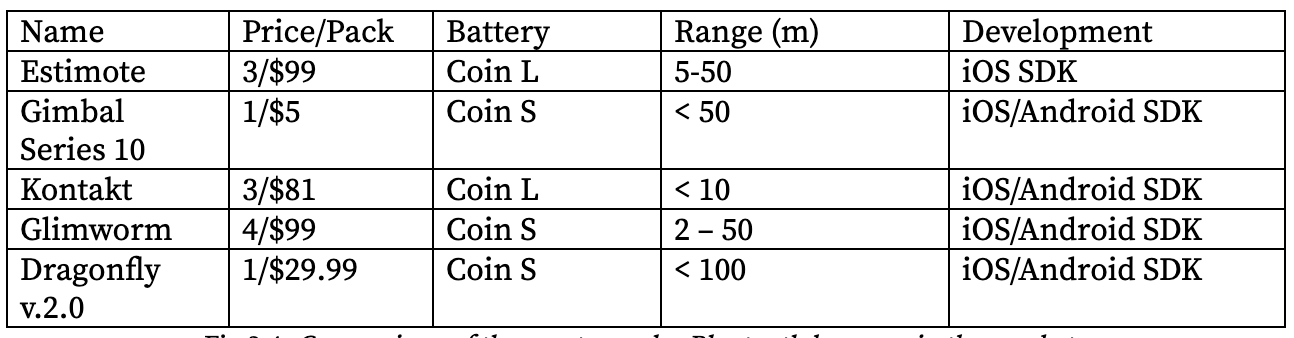 Name Price/Pack Battery Range (m) Development
Estimote 3/$99 Coin L 5-50 iOS SDK
Gimbal 1/$5 Coin S < 50 iOS/Android SDK
Series 10
Kontakt 3/$81 Coin L < 10 iOS/Android SDK
Glimworm 4/$99 Coin S 2 – 50 iOS/Android SDK
Dragonfly 1/$29.99 Coin S < 100 iOS/Android SDK
v.2.0